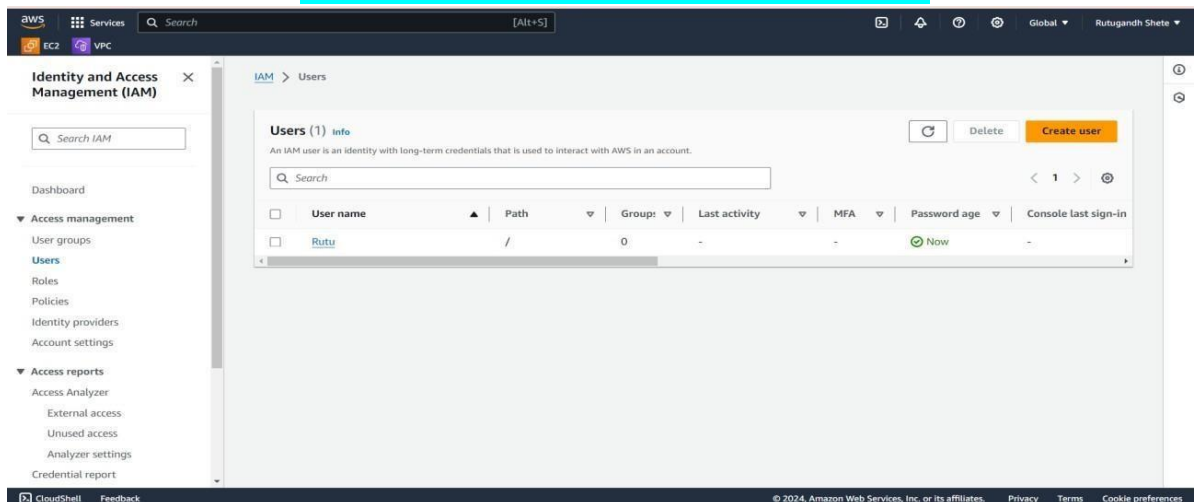 aws Services Search [Alt+S] Global Rutugandh Shete
EC2 VPC
Identity and Access Management (IAM)
Search IAM
Dashboard
Access management
User groups
Users
Roles
Policies
Identity providers
Account settings
Access reports
Access Analyzer
External access
Unused access
Analyzer settings
Credential report
IAM > Users
Users (1) Info
Delete
Create user
An IAM user is an identity with long-term credentials that is used to interact with AWS in an account.
Search
< 1 >
User name Path Group: Last activity MFA Password age Console last sign-in
Rutu / 0 - - Now -
CloudShell Feedback © 2024, Amazon Web Services, Inc. or its affiliates. Privacy Terms Cookie preferences